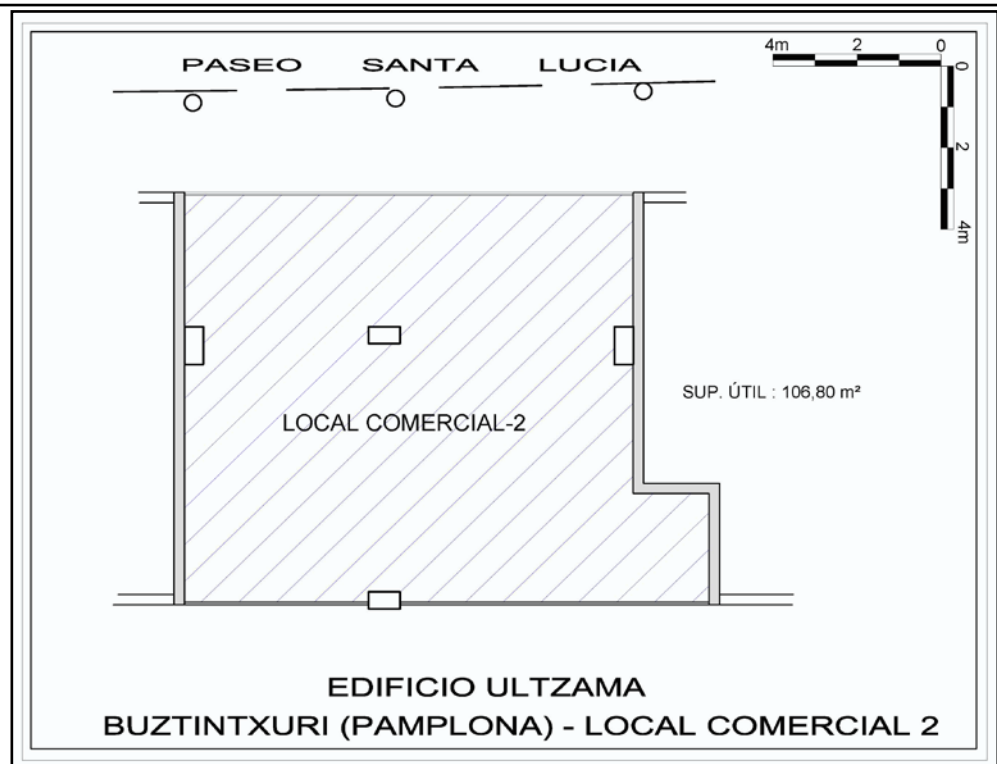 4m 2 0
PASEO SANTA LUCIA
0
2
4m
SUP. ÚTIL : 106,80 m²
LOCAL COMERCIAL-2
EDIFICIO ULTZAMA
BUZTINTXURI (PAMPLONA) - LOCAL COMERCIAL 2